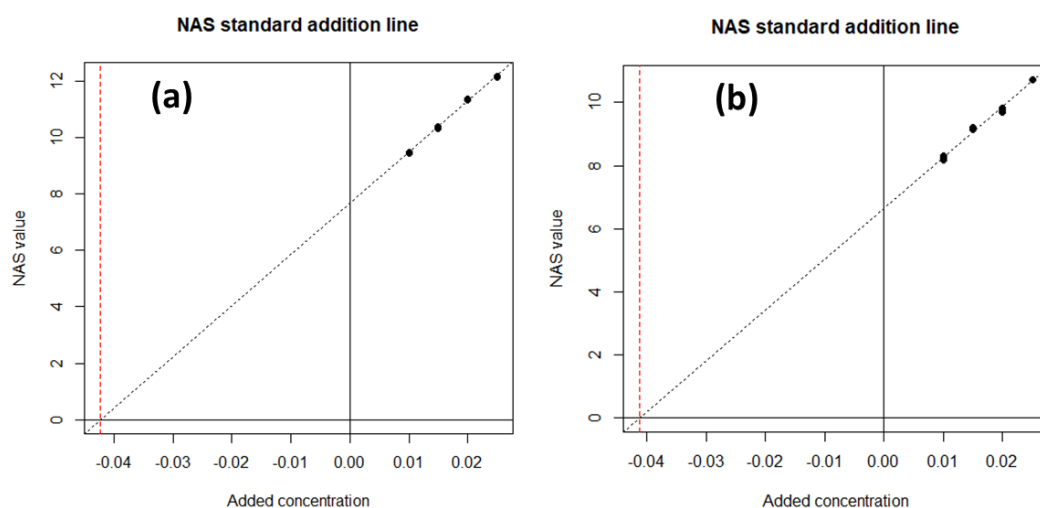 NAS standard addition line
(a)
NAS value
12
10
8
6
4
2
0
-0.04 -0.03 -0.02 -0.01 0.00 0.01 0.02
Added concentration
NAS standard addition line
(b)
NAS value
10
8
6
4
2
0
-0.04 -0.03 -0.02 -0.01 0.00 0.01 0.02
Added concentration